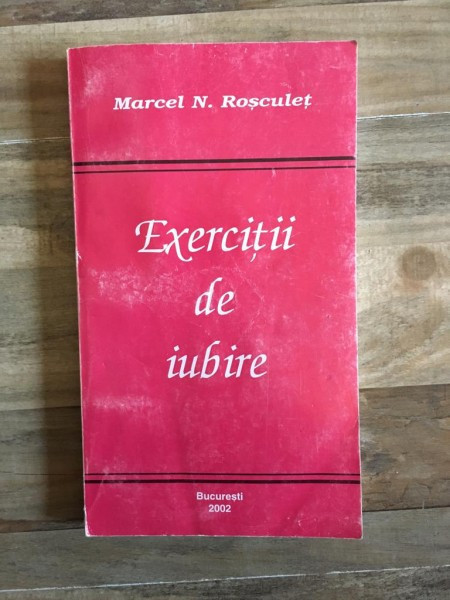 Marcel N. Roșculeț
Exerciții
de
iubire
București
2002